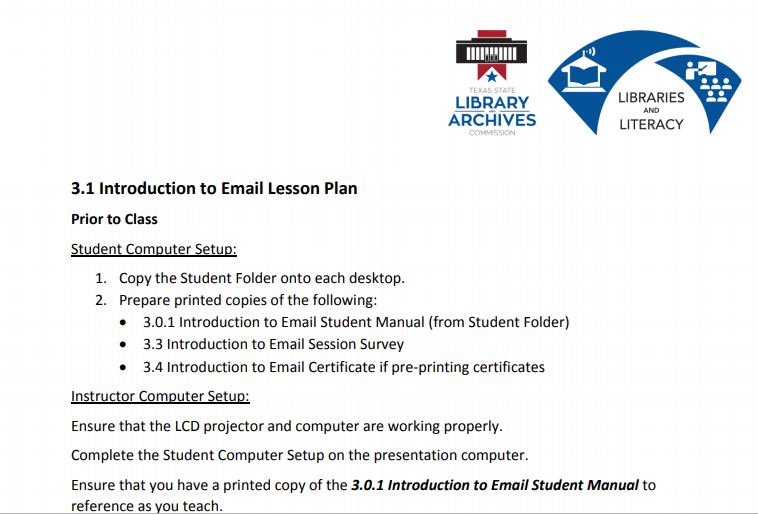 TEXAS STATE
LIBRARY
AND
ARCHIVES
COMMISSION
LIBRARIES
AND
LITERACY
3.1 Introduction to Email Lesson Plan
Prior to Class
Student Computer Setup:
1. Copy the Student Folder onto each desktop.
2. Prepare printed copies of the following:
• 3.0.1 Introduction to Email Student Manual (from Student Folder)
• 3.3 Introduction to Email Session Survey
• 3.4 Introduction to Email Certificate if pre-printing certificates
Instructor Computer Setup:
Ensure that the LCD projector and computer are working properly.
Complete the Student Computer Setup on the presentation computer.
Ensure that you have a printed copy of the 3.0.1 Introduction to Email Student Manual to
reference as you teach.